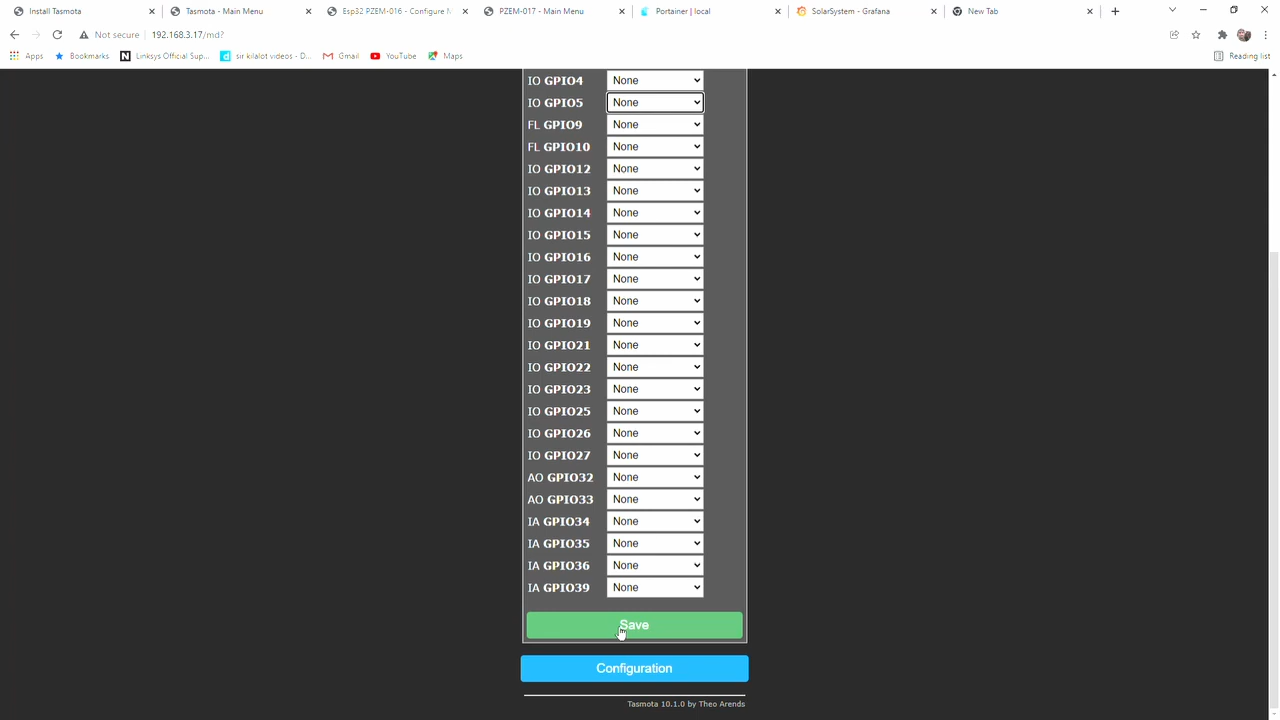 Install Tasmota
Tasmota - Main Menu
Esp32 PZEM-016 - Configure M
PZEM-017 - Main Menu
Portainer | local
SolarSystem - Grafana
New Tab
Not secure
192.168.3.17/md?
Apps
Bookmarks
Linksys Official Sup...
sir kilalot videos - D...
Gmail
YouTube
Maps
Reading list
IO GPIO4 None
IO GPIO5 None
FL GPIO9 None
FL GPIO10 None
IO GPIO12 None
IO GPIO13 None
IO GPIO14 None
IO GPIO15 None
IO GPIO16 None
IO GPIO17 None
IO GPIO18 None
IO GPIO19 None
IO GPIO21 None
IO GPIO22 None
IO GPIO23 None
IO GPIO25 None
IO GPIO26 None
IO GPIO27 None
AO GPIO32 None
AO GPIO33 None
IA GPIO34 None
IA GPIO35 None
IA GPIO36 None
IA GPIO39 None
Save
Configuration
Tasmota 10.1.0 by Theo Arends